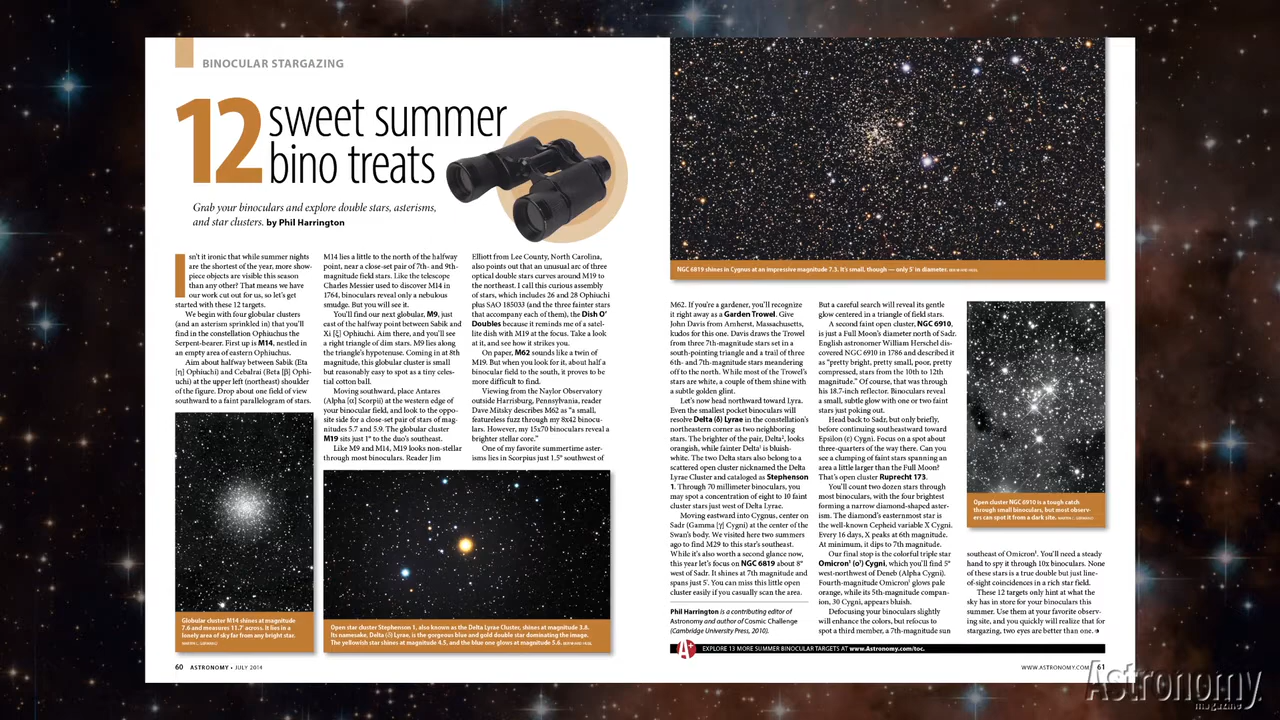 BINOCULAR STARGAZING
12 sweet summer
bino treats
Grab your binoculars and explore double stars, asterisms,
and star clusters. by Phil Harrington
Isn't it ironic that while summer nights
are the shortest of the year, more show-
piece objects are visible this season
than any other? That means we have
our work cut out for us, so let's get
started with these 12 targets.
We begin with four globular clusters
(and an asterism sprinkled in) that you'll
find in the constellation Ophiuchus the
Serpent-bearer. First up is M14, nestled in
an empty area of eastern Ophiuchus.
Aim about halfway between Sabik (Eta
[η] Ophiuchi) and Cebalrai (Beta [β] Ophi-
uchi) at the upper left (northeast) shoulder
of the figure. Drop about one field of view
southward to a faint parallelogram of stars.
M14 lies a little to the north of the halfway
point, near a close-set pair of 7th- and 9th-
magnitude field stars. Like the telescope
Charles Messier used to discover M14 in
1764, binoculars reveal only a nebulous
smudge. But you will see it.
You'll find our next globular, M9, just
east of the halfway point between Sabik and
Xi [ξ] Ophiuchi. Aim there, and you'll see
a right triangle of dim stars. M9 lies along
the triangle's hypotenuse. Coming in at 8th
magnitude, this globular cluster is small
but reasonably easy to spot as a tiny celes-
tial cotton ball.
Moving southward, place Antares
(Alpha [α] Scorpii) at the western edge of
your binocular field, and look to the oppo-
site side for a close-set pair of stars of mag-
nitudes 5.7 and 5.9. The globular cluster
M19 sits just 1° to the duo's southeast.
Like M9 and M14, M19 looks non-stellar
through most binoculars. Reader Jim
Elliott from Lee County, North Carolina,
also points out that an unusual arc of three
optical double stars curves around M19 to
the northeast. I call this curious assembly
of stars, which includes 26 and 28 Ophiuchi
plus SAO 185033 (and the three fainter stars
that accompany each of them), the Dish O'
Doubles because it reminds me of a satel-
lite dish with M19 at the focus. Take a look
at it, and see how it strikes you.
On paper, M62 sounds like a twin of
M19. But when you look for it, about half a
binocular field to the south, it proves to be
more difficult to find.
Viewing from the Naylor Observatory
outside Harrisburg, Pennsylvania, reader
Dave Mitsky describes M62 as "a small,
featureless fuzz through my 8x42 binocu-
lars. However, my 15x70 binoculars reveal a
brighter stellar core."
One of my favorite summertime aster-
isms lies in Scorpius just 1.5° southwest of
Globular cluster M14 shines at magnitude
7.6 and measures 11.7' across. It lies in a
lonely area of sky far from any bright star.
Open star cluster Stephenson 1, also known as the Delta Lyrae Cluster, shines at magnitude 3.8.
Its namesake, Delta (δ) Lyrae, is the gorgeous blue and gold double star dominating the image.
The yellowish star shines at magnitude 4.5, and the blue one glows at magnitude 5.6.
60 ASTRONOMY • JULY 2014
NGC 6819 shines in Cygnus at an impressive magnitude 7.3. It's small, though — only 5' in diameter.
M62. If you're a gardener, you'll recognize
it right away as a Garden Trowel. Give
John Davis from Amherst, Massachusetts,
kudos for this one. Davis draws the Trowel
from three 7th-magnitude stars set in a
south-pointing triangle and a trail of three
6th- and 7th-magnitude stars meandering
off to the north. While most of the Trowel's
stars are white, a couple of them shine with
a subtle golden glint.
Let's now head northward toward Lyra.
Even the smallest pocket binoculars will
resolve Delta (δ) Lyrae in the constellation's
northeastern corner as two neighboring
stars. The brighter of the pair, Delta², looks
orangish, while fainter Delta¹ is bluish-
white. The two Delta stars also belong to a
scattered open cluster nicknamed the Delta
Lyrae Cluster and cataloged as Stephenson
1. Through 70 millimeter binoculars, you
may spot a concentration of eight to 10 faint
cluster stars just west of Delta Lyrae.
Moving eastward into Cygnus, center on
Sadr (Gamma [γ] Cygni) at the center of the
Swan's body. We visited here two summers
ago to find M29 to this star's southeast.
While it's also worth a second glance now,
this year let's focus on NGC 6819 about 8°
west of Sadr. It shines at 7th magnitude and
spans just 5'. You can miss this little open
cluster easily if you casually scan the area.
Phil Harrington is a contributing editor of
Astronomy and author of Cosmic Challenge
(Cambridge University Press, 2010).
But a careful search will reveal its gentle
glow centered in a triangle of field stars.
A second faint open cluster, NGC 6910,
is just a Full Moon's diameter north of Sadr.
English astronomer William Herschel dis-
covered NGC 6910 in 1786 and described it
as "pretty bright, pretty small, poor, pretty
compressed, stars from the 10th to 12th
magnitude." Of course, that was through
his 18.7-inch reflector. Binoculars reveal
a small, subtle glow with one or two faint
stars just poking out.
Head back to Sadr, but only briefly,
before continuing southeastward toward
Epsilon (ε) Cygni. Focus on a spot about
three-quarters of the way there. Can you
see a clumping of faint stars spanning an
area a little larger than the Full Moon?
That's open cluster Ruprecht 173.
You'll count two dozen stars through
most binoculars, with the four brightest
forming a narrow diamond-shaped aster-
ism. The diamond's easternmost star is
the well-known Cepheid variable X Cygni.
Every 16 days, X peaks at 6th magnitude.
At minimum, it dips to 7th magnitude.
Our final stop is the colorful triple star
Omicron¹ (ο¹) Cygni, which you'll find 5°
west-northwest of Deneb (Alpha Cygni).
Fourth-magnitude Omicron¹ glows pale
orange, while its 5th-magnitude compan-
ion, 30 Cygni, appears bluish.
Defocusing your binoculars slightly
will enhance the colors, but refocus to
spot a third member, a 7th-magnitude sun
Open cluster NGC 6910 is a tough catch
through small binoculars, but most observ-
ers can spot it from a dark site.
southeast of Omicron¹. You'll need a steady
hand to spy it through 10x binoculars. None
of these stars is a true double but just line-
of-sight coincidences in a rich star field.
These 12 targets only hint at what the
sky has in store for your binoculars this
summer. Use them at your favorite observ-
ing site, and you quickly will realize that for
stargazing, two eyes are better than one.
EXPLORE 13 MORE SUMMER BINOCULAR TARGETS AT www.Astronomy.com/toc.
WWW.ASTRONOMY.COM 61
Astronomy
magazine